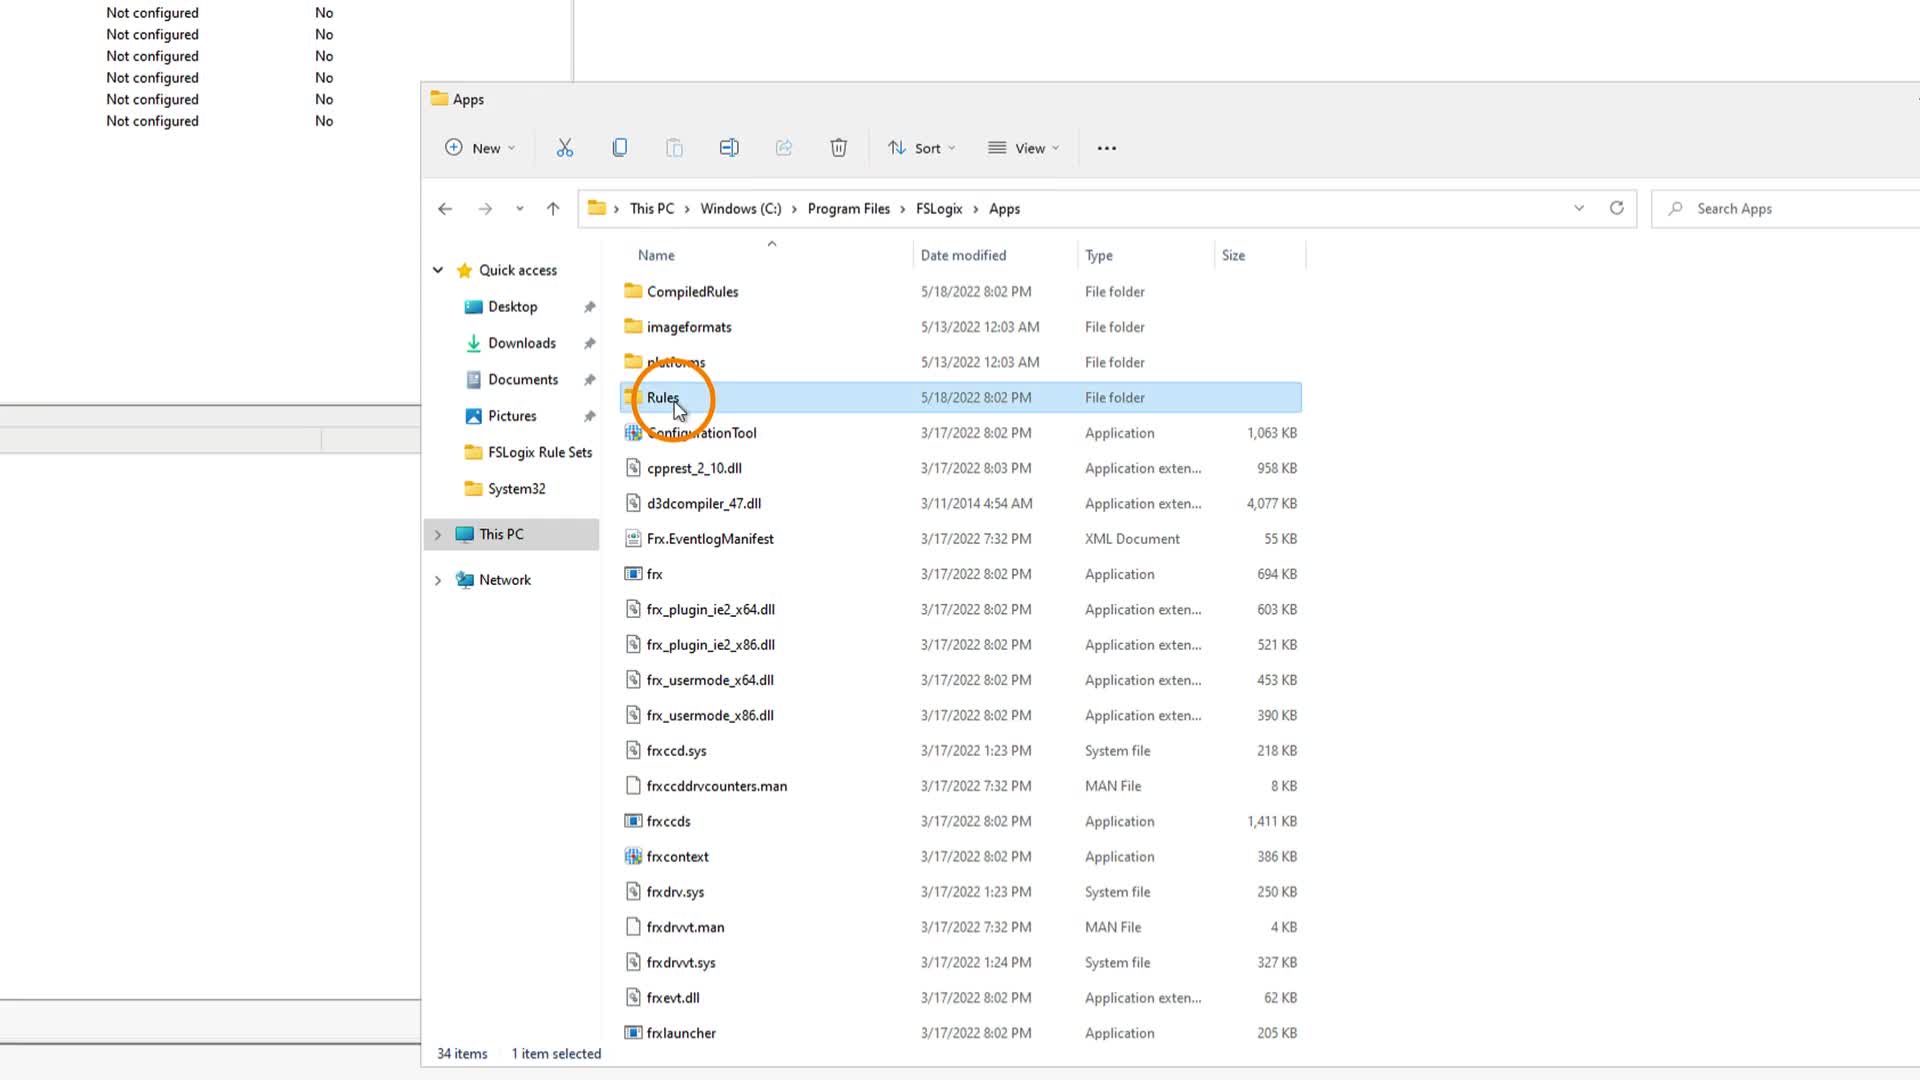 Not configured No
Not configured No
Not configured No
Not configured No
Not configured No
Not configured No
Apps
New
Sort
View
This PC > Windows (C:) > Program Files > FSLogix > Apps
Search Apps
Name Date modified Type Size
Quick access
Desktop
Downloads
Documents
Pictures
FSLogix Rule Sets
System32
This PC
Network
CompiledRules 5/18/2022 8:02 PM File folder
imageformats 5/13/2022 12:03 AM File folder
platforms 5/13/2022 12:03 AM File folder
Rules 5/18/2022 8:02 PM File folder
ConfigurationTool 3/17/2022 8:02 PM Application 1,063 KB
cpprest_2_10.dll 3/17/2022 8:03 PM Application exten... 958 KB
d3dcompiler_47.dll 3/11/2014 4:54 AM Application exten... 4,077 KB
Frx.EventlogManifest 3/17/2022 7:32 PM XML Document 55 KB
frx 3/17/2022 8:02 PM Application 694 KB
frx_plugin_ie2_x64.dll 3/17/2022 8:02 PM Application exten... 603 KB
frx_plugin_ie2_x86.dll 3/17/2022 8:02 PM Application exten... 521 KB
frx_usermode_x64.dll 3/17/2022 8:02 PM Application exten... 453 KB
frx_usermode_x86.dll 3/17/2022 8:02 PM Application exten... 390 KB
frxccd.sys 3/17/2022 1:23 PM System file 218 KB
frxccddrvcounters.man 3/17/2022 7:32 PM MAN File 8 KB
frxccds 3/17/2022 8:02 PM Application 1,411 KB
frxcontext 3/17/2022 8:02 PM Application 386 KB
frxdrv.sys 3/17/2022 1:23 PM System file 250 KB
frxdrvvt.man 3/17/2022 7:32 PM MAN File 4 KB
frxdrvvt.sys 3/17/2022 1:24 PM System file 327 KB
frxevt.dll 3/17/2022 8:02 PM Application exten... 62 KB
frxlauncher 3/17/2022 8:02 PM Application 205 KB
34 items 1 item selected